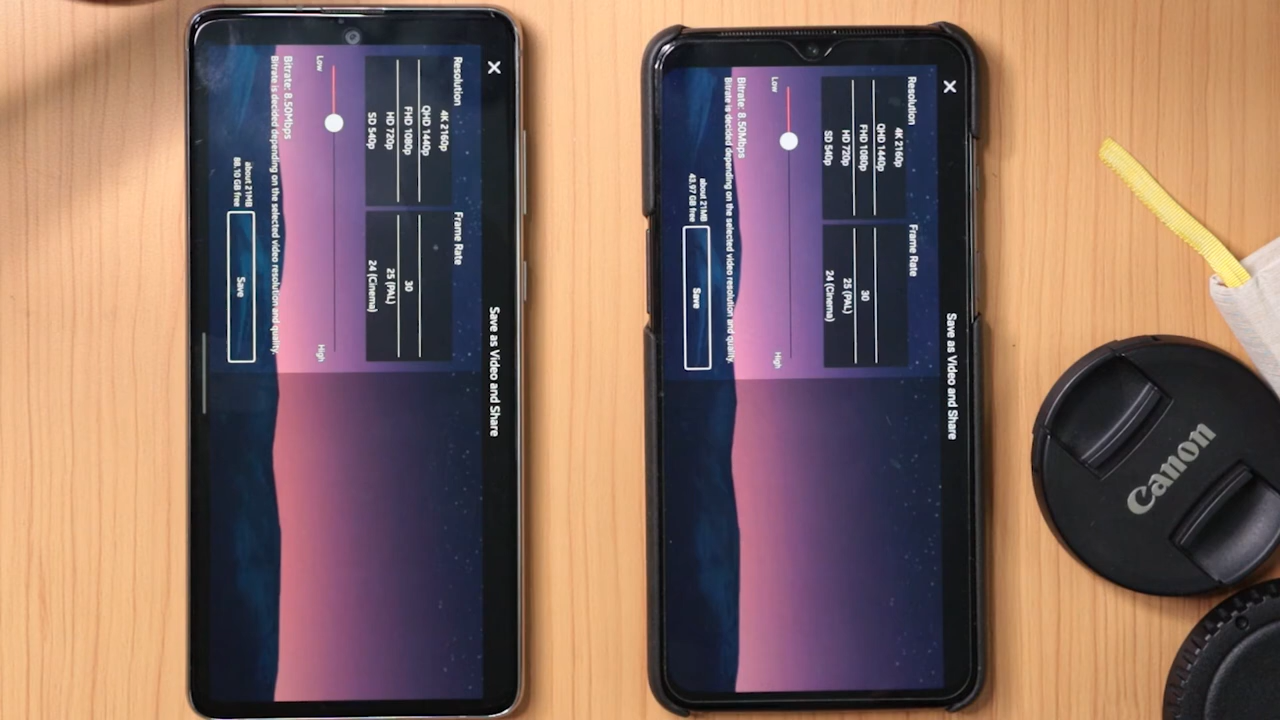 Save as Video and Share
Resolution
4K 2160p
QHD 1440p
FHD 1080p
HD 720p
SD 540p
Frame Rate
30
25 (PAL)
24 (Cinema)
Low
High
Bitrate: 8.50Mbps
Bitrate is decided depending on the selected video resolution and quality.
about 21MB
88.10 GB free
Save
Save as Video and Share
Resolution
4K 2160p
QHD 1440p
FHD 1080p
HD 720p
SD 540p
Frame Rate
30
25 (PAL)
24 (Cinema)
Low
High
Bitrate: 8.50Mbps
Bitrate is decided depending on the selected video resolution and quality.
about 21MB
43.97 GB free
Save
Canon